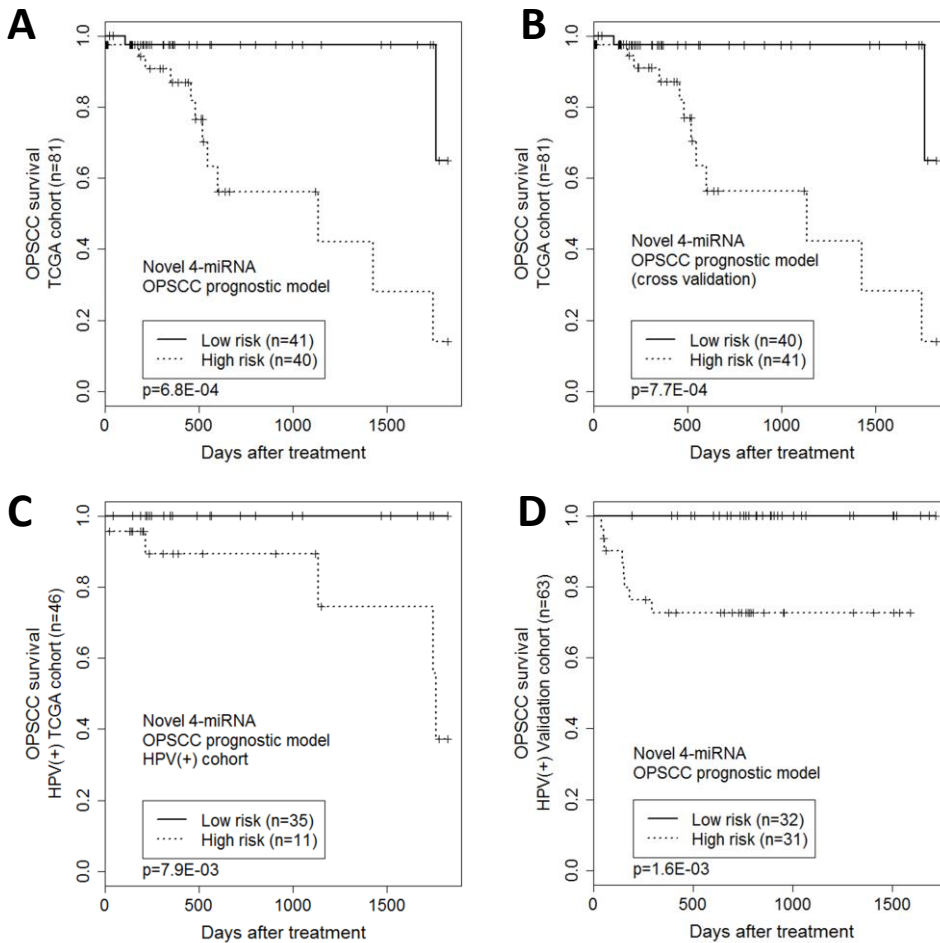 A
OPSCC survival
TCGA cohort (n=81)
1.0
0.8
0.6
0.4
0.2
0.0
Novel 4-miRNA
OPSCC prognostic model
Low risk (n=41)
High risk (n=40)
p=6.8E-04
0 500 1000 1500
Days after treatment
B
OPSCC survival
TCGA cohort (n=81)
1.0
0.8
0.6
0.4
0.2
0.0
Novel 4-miRNA
OPSCC prognostic model
(cross validation)
Low risk (n=40)
High risk (n=41)
p=7.7E-04
0 500 1000 1500
Days after treatment
C
OPSCC survival
HPV(+) TCGA cohort (n=46)
1.0
0.8
0.6
0.4
0.2
0.0
Novel 4-miRNA
OPSCC prognostic model
HPV(+) cohort
Low risk (n=35)
High risk (n=11)
p=7.9E-03
0 500 1000 1500
Days after treatment
D
OPSCC survival
HPV(+) Validation cohort (n=63)
1.0
0.8
0.6
0.4
0.2
0.0
Novel 4-miRNA
OPSCC prognostic model
Low risk (n=32)
High risk (n=31)
p=1.6E-03
0 500 1000 1500
Days after treatment